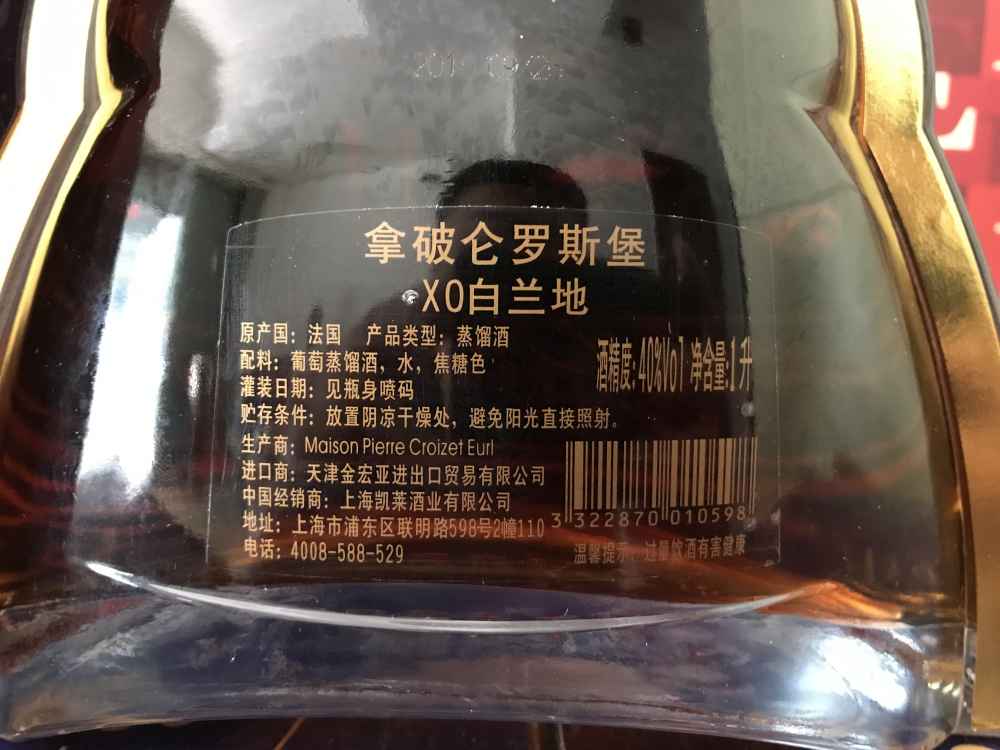 拿破仑罗斯堡
XO白兰地
原产国：法国 产品类型：蒸馏酒
配料：葡萄蒸馏酒，水，焦糖色
酒精度：40%Vol 净含量：1升
灌装日期：见瓶身喷码
贮存条件：放置阴凉干燥处，避免阳光直接照射。
生产商：Maison Pierre Croizet Eurl
进口商：天津金宏亚进出口贸易有限公司
中国经销商：上海凯莱酒业有限公司
地址：上海市浦东区联明路598号2幢110
电话：4008-588-529
3 322870 010598
温馨提示：过量饮酒有害健康
E